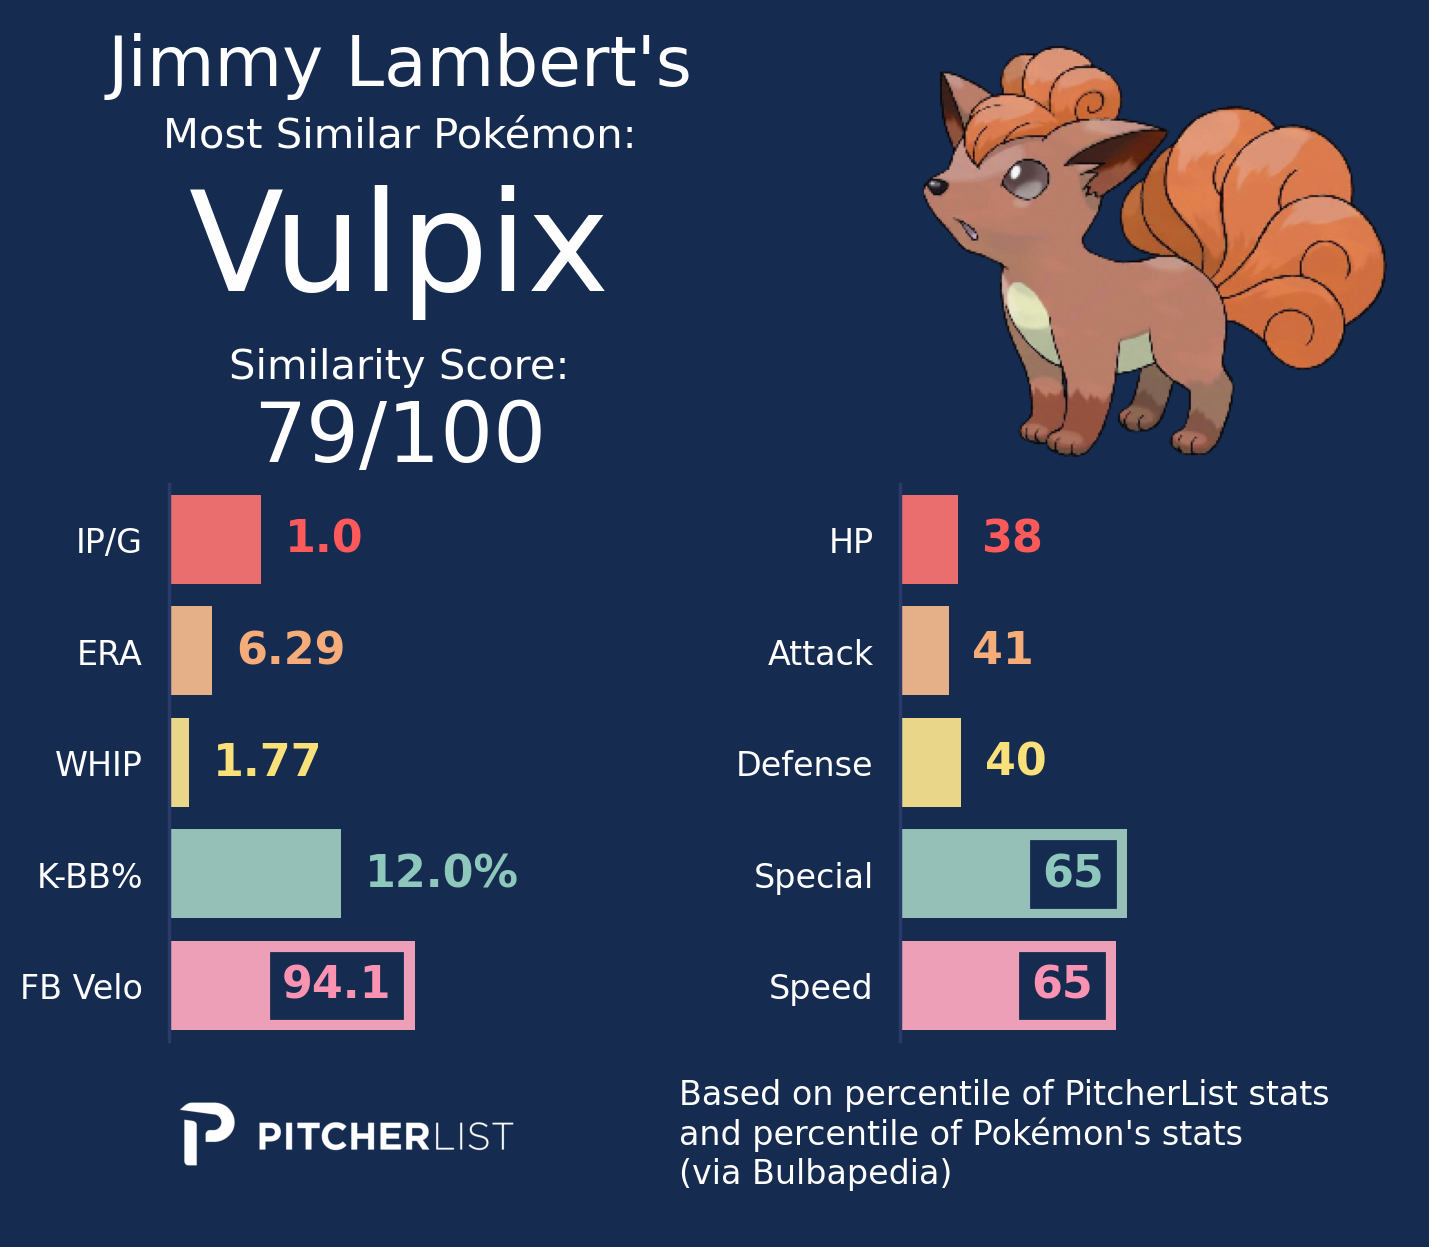 Jimmy Lambert's
Most Similar Pokémon:
Vulpix
Similarity Score:
79/100
IP/G 1.0
ERA 6.29
WHIP 1.77
K-BB% 12.0%
FB Velo 94.1
HP 38
Attack 41
Defense 40
Special 65
Speed 65
PITCHERLIST
Based on percentile of PitcherList stats
and percentile of Pokémon's stats
(via Bulbapedia)